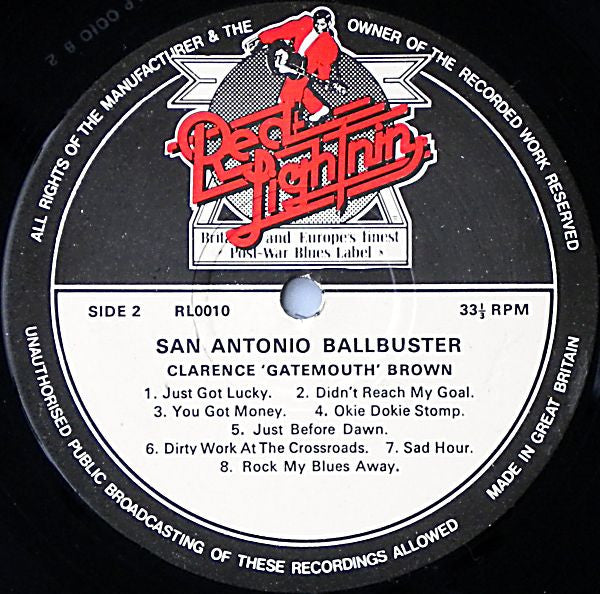 ALL RIGHTS OF THE MANUFACTURER & THE OWNER OF THE RECORDED WORK RESERVED
Red Lightnin
and Europe's finest
Post-War Blues Label
SIDE 2 RL0010 33 1/3 RPM
SAN ANTONIO BALLBUSTER
CLARENCE 'GATEMOUTH' BROWN
1. Just Got Lucky. 2. Didn't Reach My Goal.
3. You Got Money. 4. Okie Dokie Stomp.
5. Just Before Dawn.
6. Dirty Work At The Crossroads. 7. Sad Hour.
8. Rock My Blues Away.
UNAUTHORISED PUBLIC BROADCASTING OF THESE RECORDINGS ALLOWED
MADE IN GREAT BRITAIN